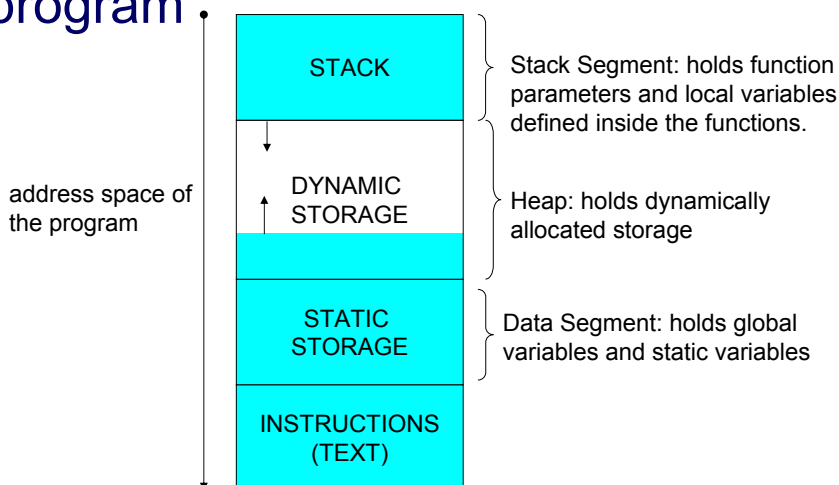 program
STACK
Stack Segment: holds function
parameters and local variables
defined inside the functions.
address space of
the program
DYNAMIC
STORAGE
Heap: holds dynamically
allocated storage
STATIC
STORAGE
Data Segment: holds global
variables and static variables
INSTRUCTIONS
(TEXT)